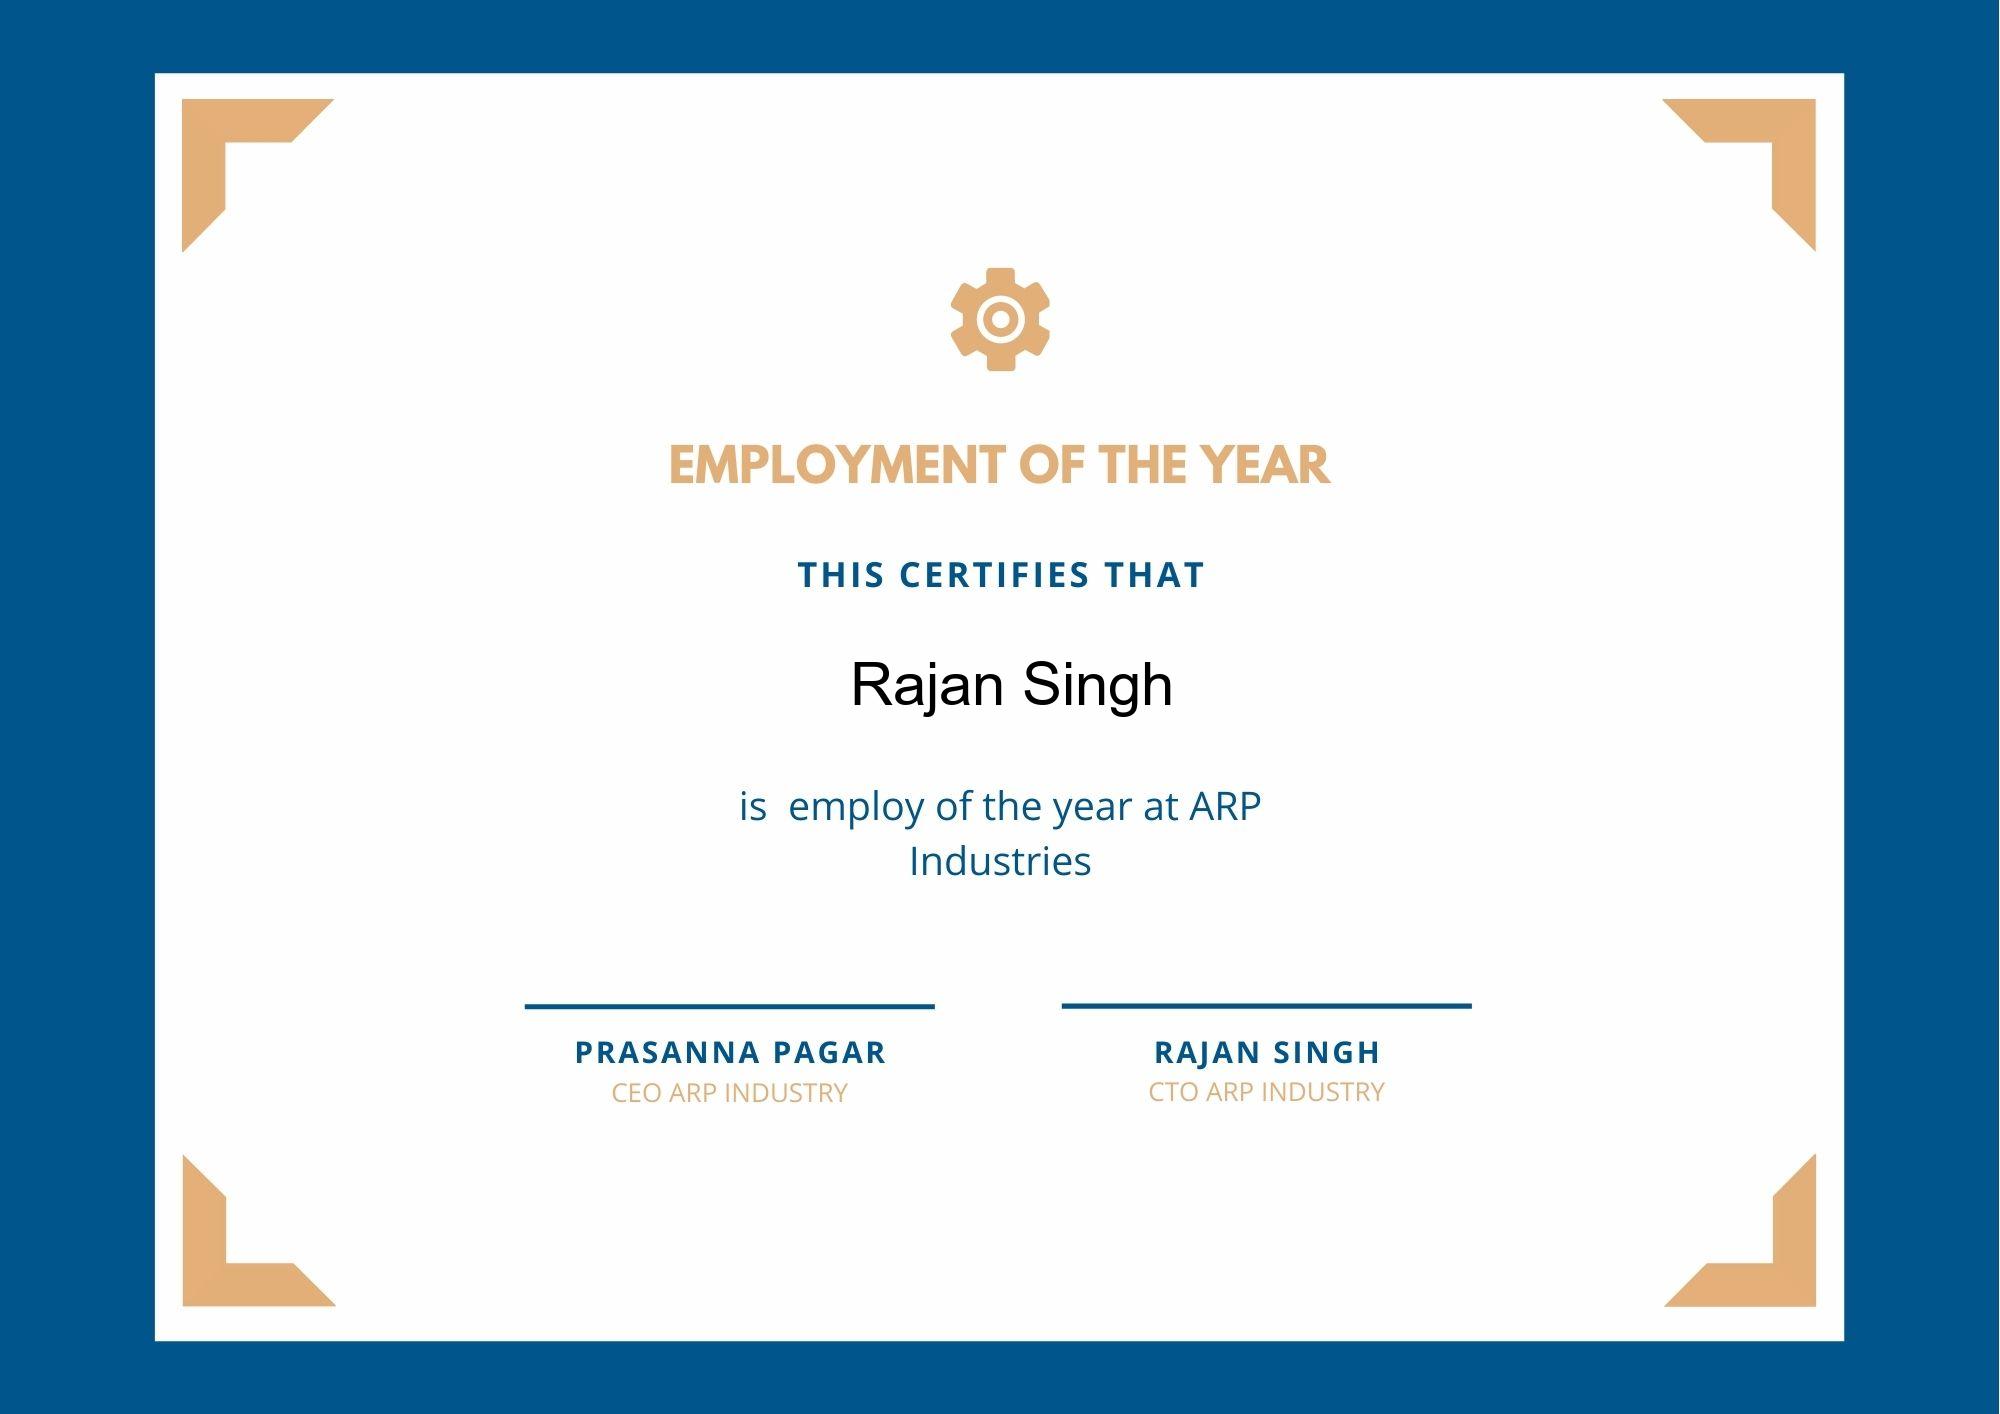 EMPLOYMENT OF THE YEAR
THIS CERTIFIES THAT
Rajan Singh
is  employ of the year at ARP
Industries
PRASANNA PAGAR
CEO ARP INDUSTRY
RAJAN SINGH
CTO ARP INDUSTRY